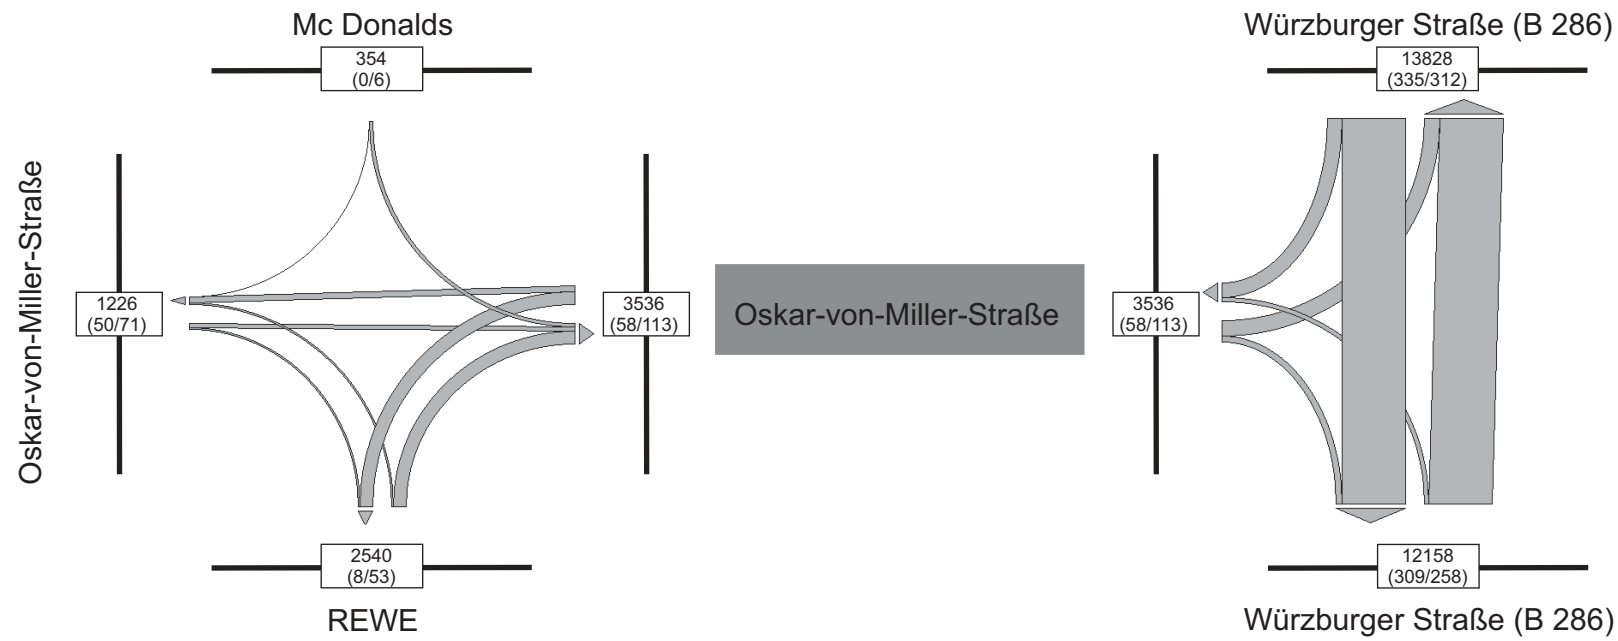 Mc Donalds
354
(0/6)
Oskar-von-Miller-Straße
1226
(50/71)
3536
(58/113)
2540
(8/53)
REWE
Oskar-von-Miller-Straße
Würzburger Straße (B 286)
13828
(335/312)
3536
(58/113)
12158
(309/258)
Würzburger Straße (B 286)